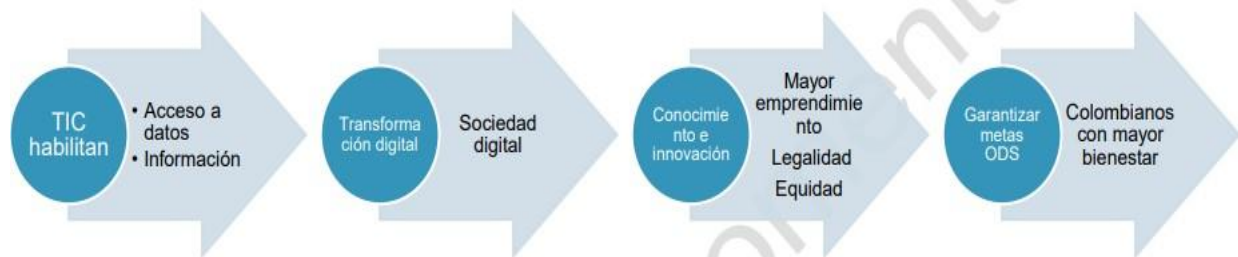 TIC
habilitan
• Acceso a
datos
• Información
Transforma
ción digital
Sociedad
digital
Conocimie
nto e
innovación
Mayor
emprendimie
nto
Legalidad
Equidad
Garantizar
metas
ODS
Colombianos
con mayor
bienestar